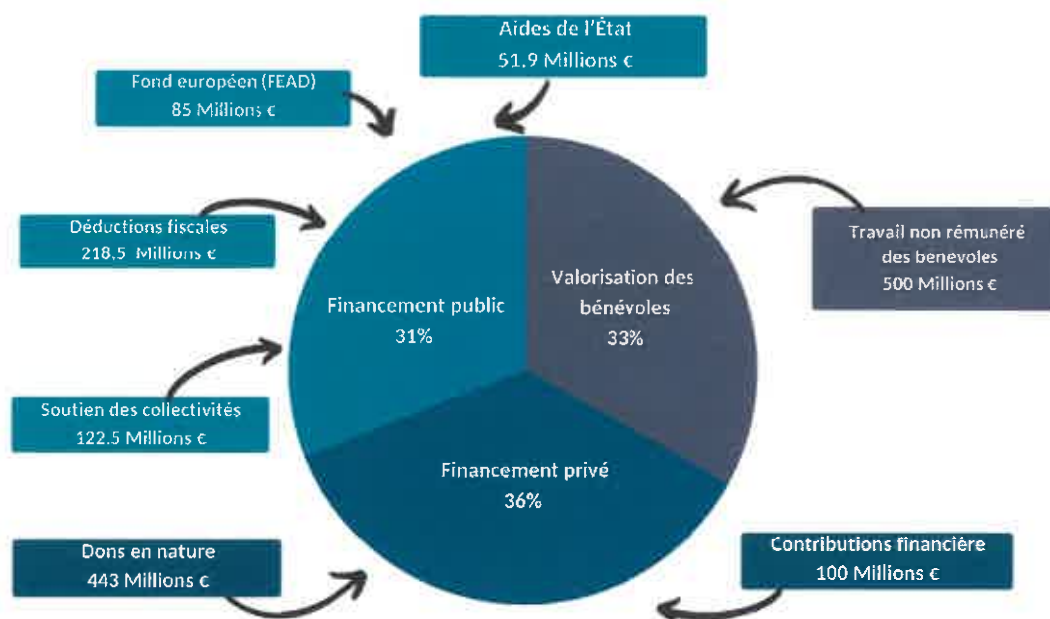 Aides de l'État
51.9 Millions €
Fond européen (FEAD)
85 Millions €
Déductions fiscales
218,5 Millions €
Travail non rémunéré
des bénévoles
500 Millions €
Valorisation des
bénévoles
33%
Financement public
31%
Soutien des collectivités
122.5 Millions €
Financement privé
36%
Dons en nature
443 Millions €
Contributions financière
100 Millions €